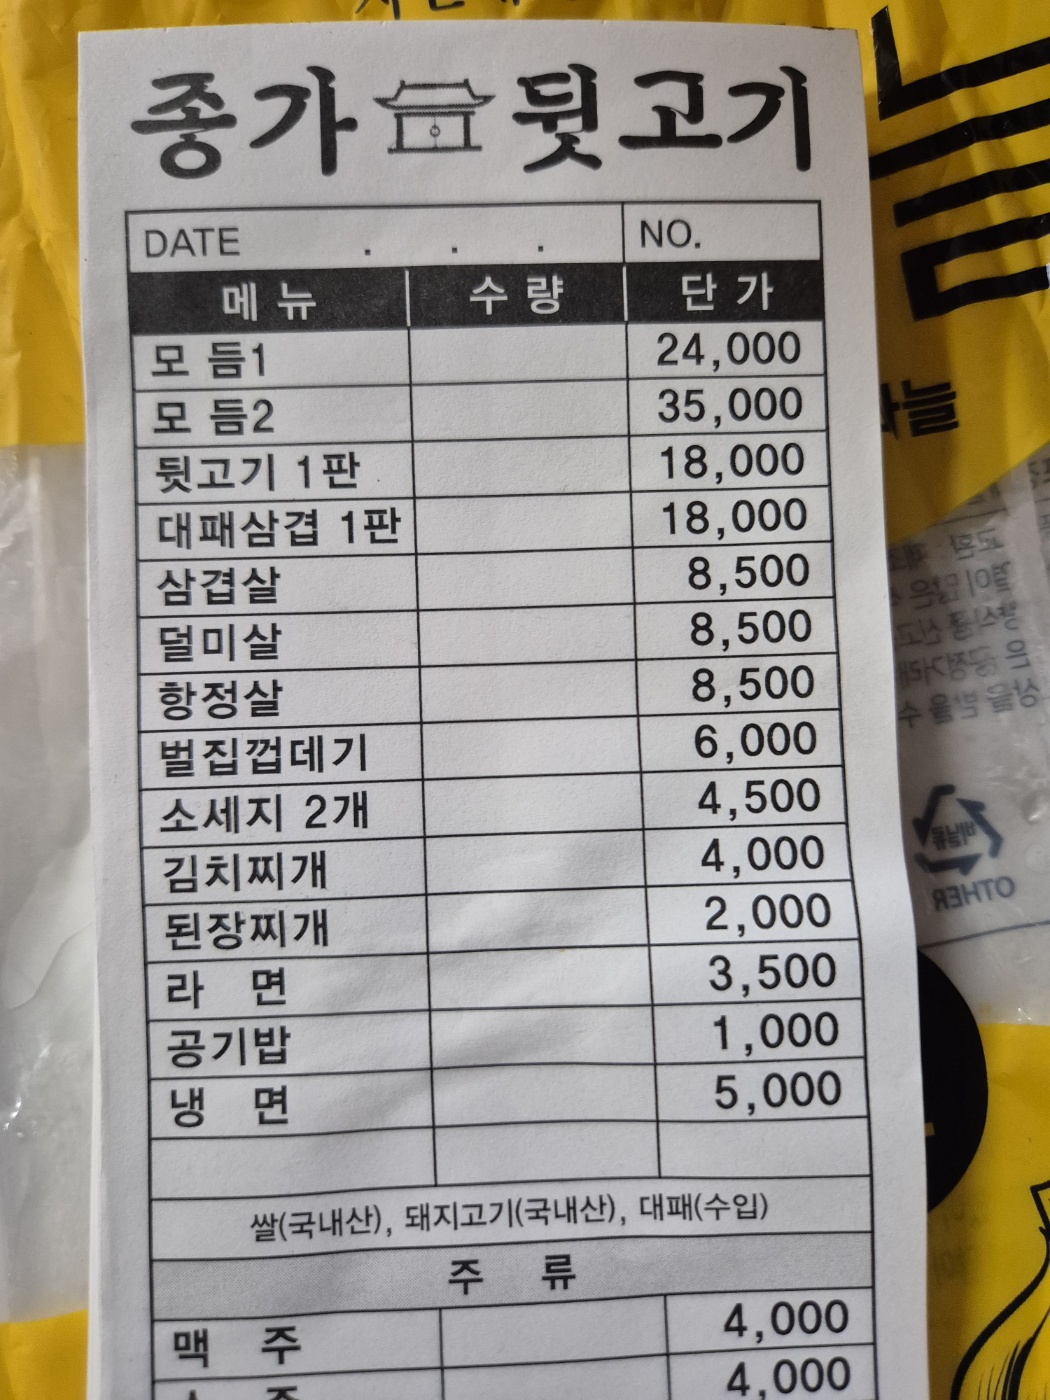 종가 뒷고기
DATE . . . NO.
메뉴 수량 단가
모 듬1 24,000
모 듬2 35,000
뒷고기 1판 18,000
대패삼겹 1판 18,000
삼겹살 8,500
덜미살 8,500
항정살 8,500
벌집껍데기 6,000
소세지 2개 4,500
김치찌개 4,000
된장찌개 2,000
라 면 3,500
공기밥 1,000
냉 면 5,000
쌀(국내산), 돼지고기(국내산), 대패(수입)
주 류
맥 주 4,000
소 주 4,000
늘
OTHER